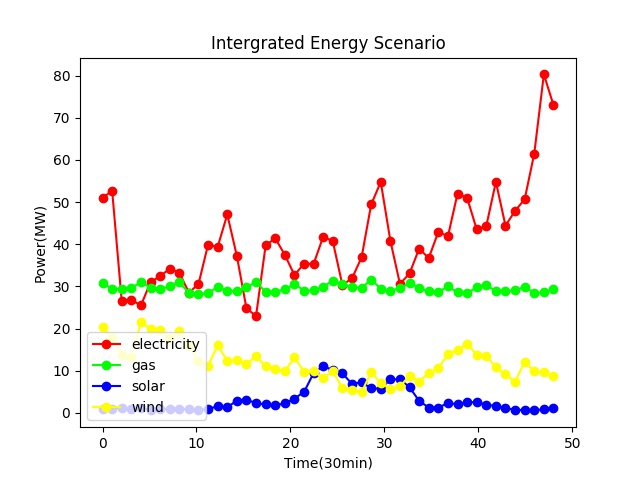 Intergrated Energy Scenario
Power(MW)
80
70
60
50
40
30
20
10
0
electricity
gas
solar
wind
0 10 20 30 40 50
Time(30min)